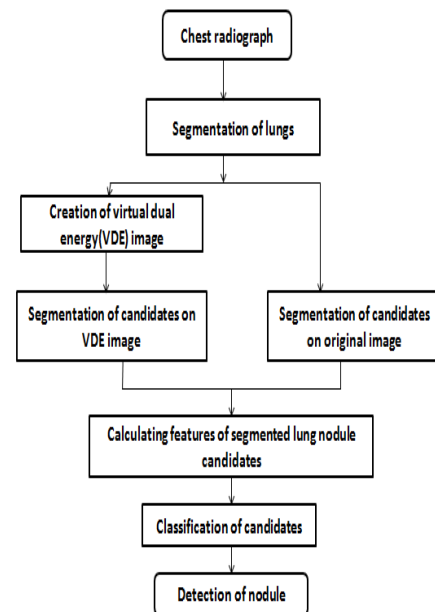 Chest radiograph
Segmentation of lungs
Creation of virtual dual
energy(VDE) image
Segmentation of candidates on
VDE image
Segmentation of candidates
on original image
Calculating features of segmented lung nodule
candidates
Classification of candidates
Detection of nodule